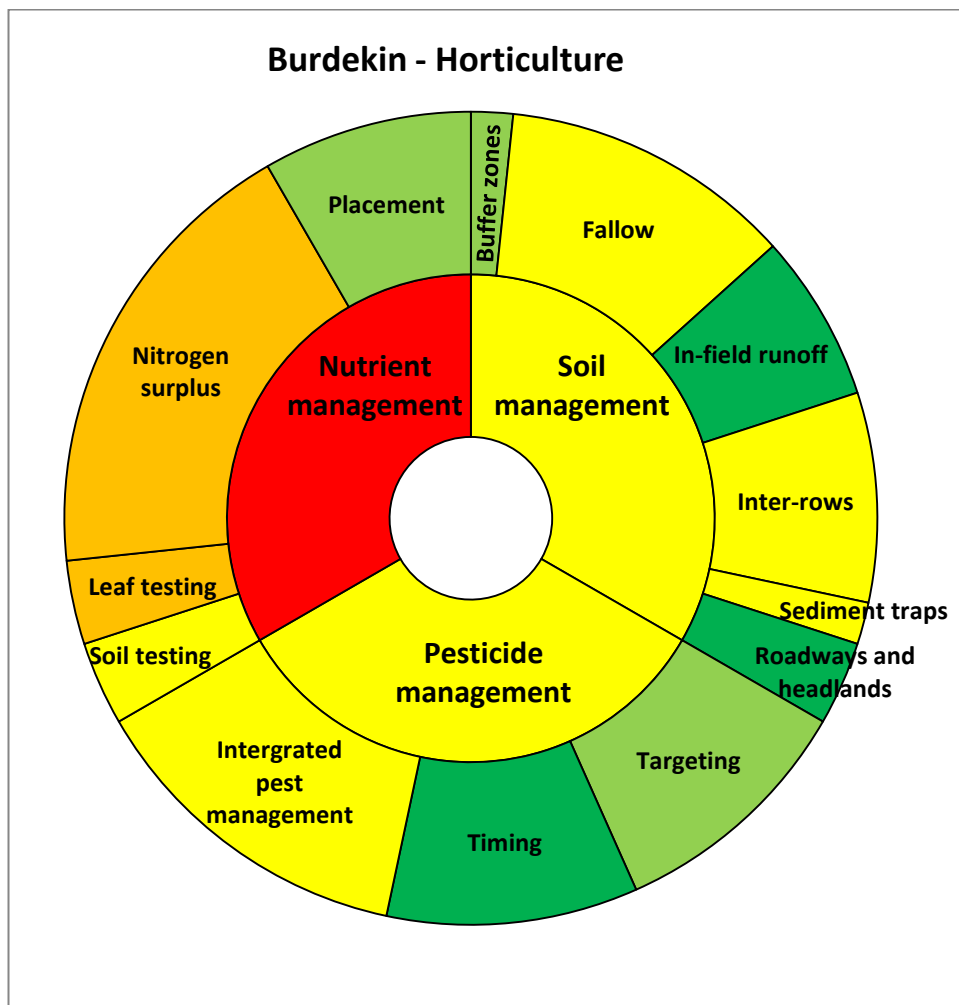 Burdekin - Horticulture
Buffer zones
Placement
Fallow
Nitrogen
surplus
Nutrient
management
Soil
management
In-field runoff
Inter-rows
Leaf testing
Sediment traps
Soil testing
Pesticide
management
Roadways and
headlands
Intergrated
pest
management
Targeting
Timing